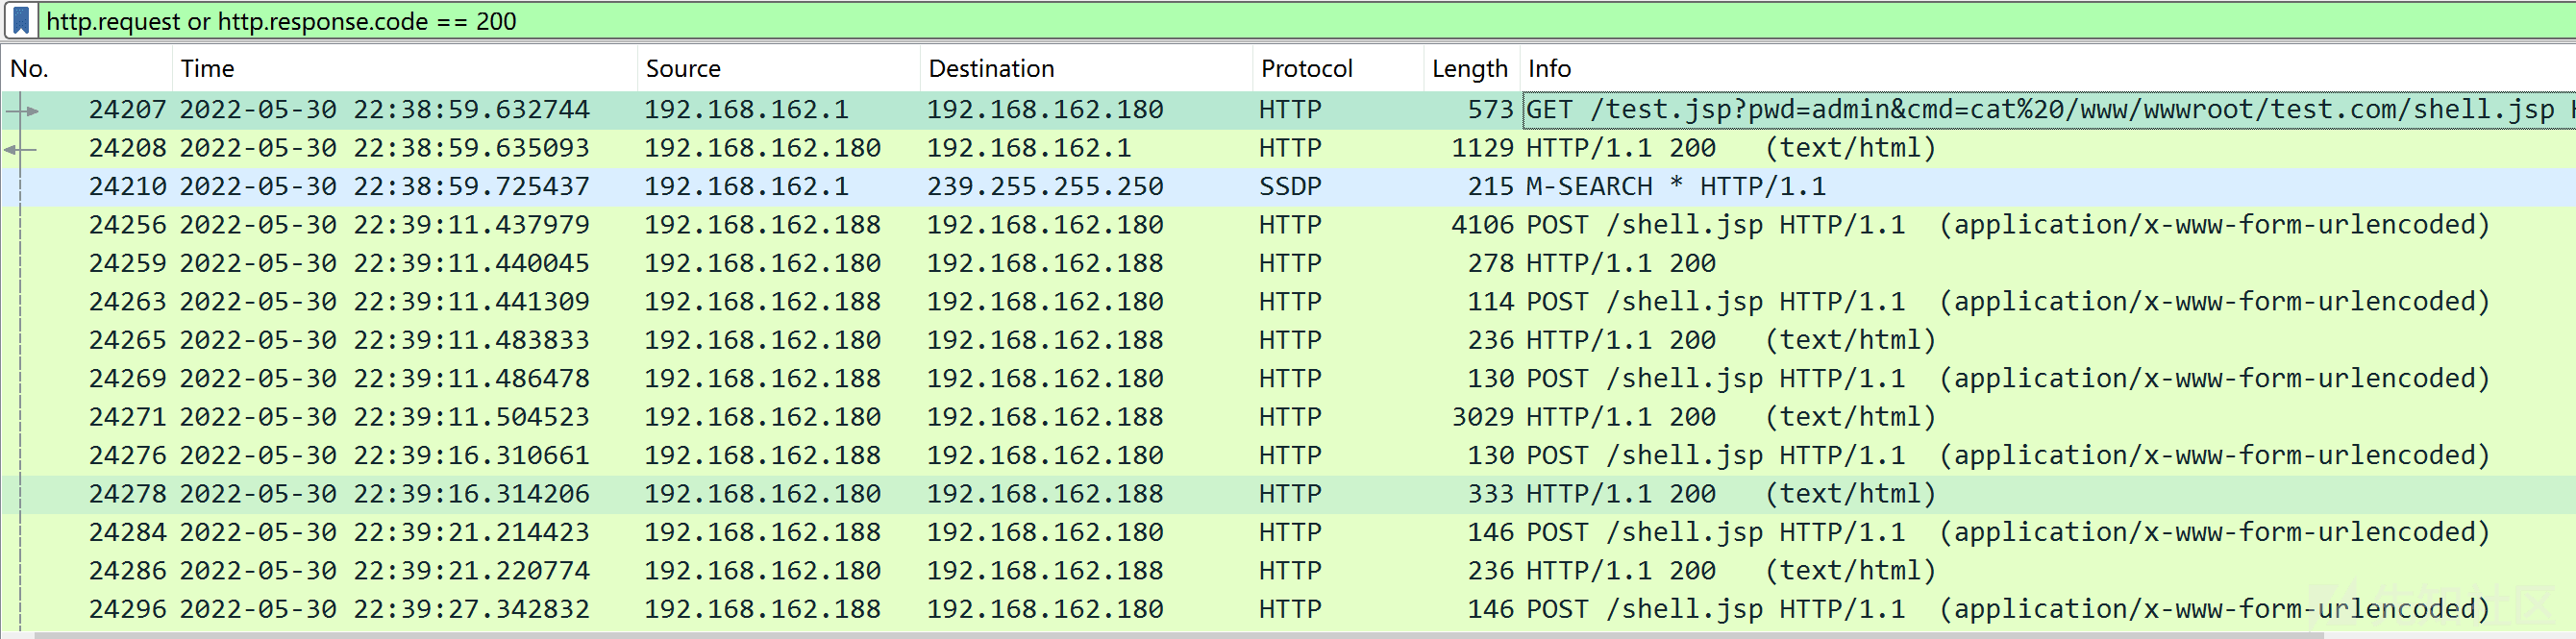 http.request or http.response.code == 200
No. Time Source Destination Protocol Length Info
24207 2022-05-30 22:38:59.632744 192.168.162.1 192.168.162.180 HTTP 573 GET /test.jsp?pwd=admin&cmd=cat%20/www/wwwroot/test.com/shell.jsp H
24208 2022-05-30 22:38:59.635093 192.168.162.180 192.168.162.1 HTTP 1129 HTTP/1.1 200 (text/html)
24210 2022-05-30 22:38:59.725437 192.168.162.1 239.255.255.250 SSDP 215 M-SEARCH * HTTP/1.1
24256 2022-05-30 22:39:11.437979 192.168.162.188 192.168.162.180 HTTP 4106 POST /shell.jsp HTTP/1.1 (application/x-www-form-urlencoded)
24259 2022-05-30 22:39:11.440045 192.168.162.180 192.168.162.188 HTTP 278 HTTP/1.1 200
24263 2022-05-30 22:39:11.441309 192.168.162.188 192.168.162.180 HTTP 114 POST /shell.jsp HTTP/1.1 (application/x-www-form-urlencoded)
24265 2022-05-30 22:39:11.483833 192.168.162.180 192.168.162.188 HTTP 236 HTTP/1.1 200 (text/html)
24269 2022-05-30 22:39:11.486478 192.168.162.188 192.168.162.180 HTTP 130 POST /shell.jsp HTTP/1.1 (application/x-www-form-urlencoded)
24271 2022-05-30 22:39:11.504523 192.168.162.180 192.168.162.188 HTTP 3029 HTTP/1.1 200 (text/html)
24276 2022-05-30 22:39:16.310661 192.168.162.188 192.168.162.180 HTTP 130 POST /shell.jsp HTTP/1.1 (application/x-www-form-urlencoded)
24278 2022-05-30 22:39:16.314206 192.168.162.180 192.168.162.188 HTTP 333 HTTP/1.1 200 (text/html)
24284 2022-05-30 22:39:21.214423 192.168.162.188 192.168.162.180 HTTP 146 POST /shell.jsp HTTP/1.1 (application/x-www-form-urlencoded)
24286 2022-05-30 22:39:21.220774 192.168.162.180 192.168.162.188 HTTP 236 HTTP/1.1 200 (text/html)
24296 2022-05-30 22:39:27.342832 192.168.162.188 192.168.162.180 HTTP 146 POST /shell.jsp HTTP/1.1 (application/x-www-form-urlencoded)